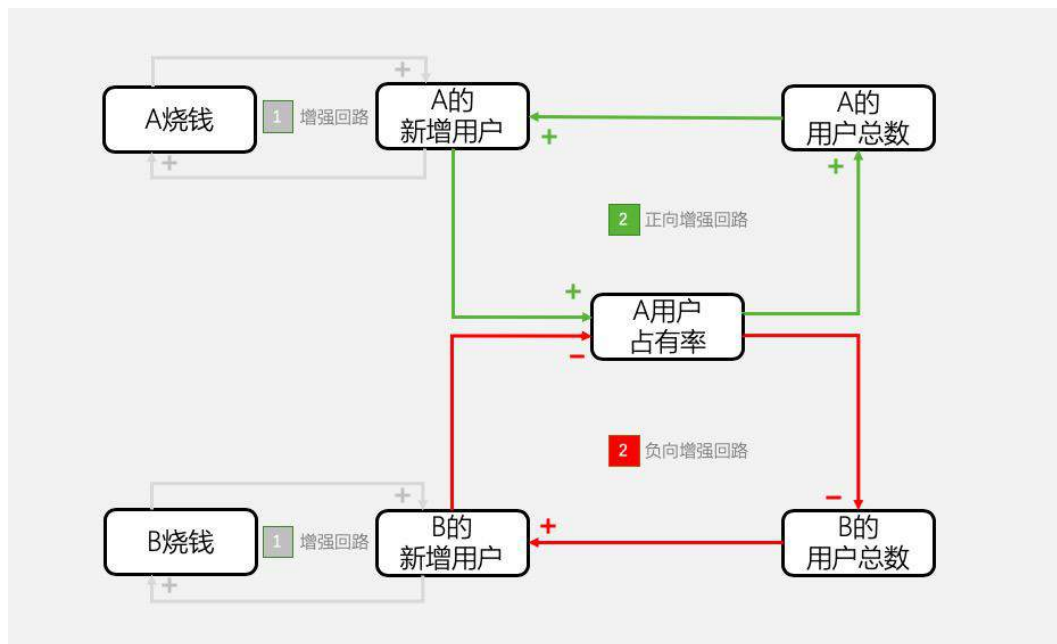 +
A烧钱
1 增强回路
A的
新增用户
A的
用户总数
+
+
+
2 正向增强回路
+
A用户
占有率
−
2 负向增强回路
+
−
B烧钱
1 增强回路
B的
新增用户
+
B的
用户总数
+